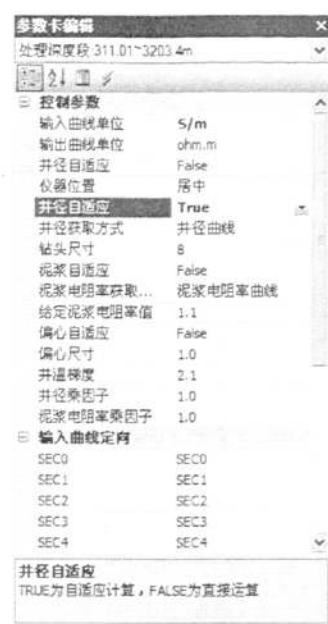 参数卡编辑
处理深度段 311.01~3203.4m
控制参数
输入曲线单位 S/m
输出曲线单位 ohm.m
井径自适应 False
仪器位置 居中
井径自适应 True
井径获取方式 井径曲线
钻头尺寸 8
泥浆自适应 False
泥浆电阻率获取... 泥浆电阻率曲线
给定泥浆电阻率值 1.1
偏心自适应 False
偏心尺寸 1.0
井温梯度 2.1
井径乘因子 1.0
泥浆电阻率乘因子 1.0
输入曲线定向
SEC0 SEC0
SEC1 SEC1
SEC2 SEC2
SEC3 SEC3
SEC4 SEC4
井径自适应
TRUE为自适应计算，FALSE为直接运算